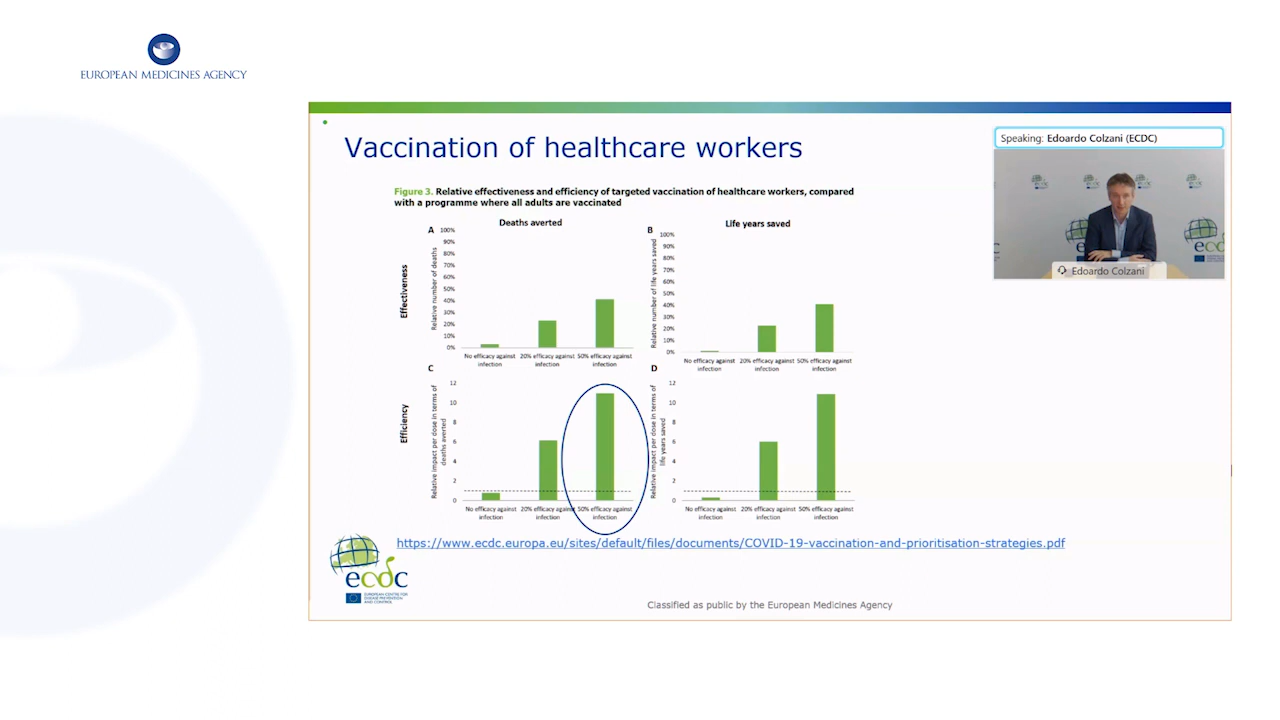 EUROPEAN MEDICINES AGENCY
Vaccination of healthcare workers
Speaking: Edoardo Colzani (ECDC)
Edoardo Colzani
Figure 3. Relative effectiveness and efficiency of targeted vaccination of healthcare workers, compared
with a programme where all adults are vaccinated
Effectiveness
Deaths averted
A
Relative number of deaths
100%
90%
80%
70%
60%
50%
40%
30%
20%
10%
0%
No efficacy against infection
20% efficacy against infection
50% efficacy against infection
Life years saved
B
Relative number of life years saved
100%
90%
80%
70%
60%
50%
40%
30%
20%
10%
0%
No efficacy against infection
20% efficacy against infection
50% efficacy against infection
Efficiency
C
Relative impact per dose in terms of
deaths averted
12
10
8
6
4
2
0
No efficacy against infection
20% efficacy against infection
50% efficacy against infection
D
Relative impact per dose in terms of
life years saved
12
10
8
6
4
2
0
No efficacy against infection
20% efficacy against infection
50% efficacy against infection
https://www.ecdc.europa.eu/sites/default/files/documents/COVID-19-vaccination-and-prioritisation-strategies.pdf
ecdc
EUROPEAN CENTRE FOR
DISEASE PREVENTION
AND CONTROL
Classified as public by the European Medicines Agency